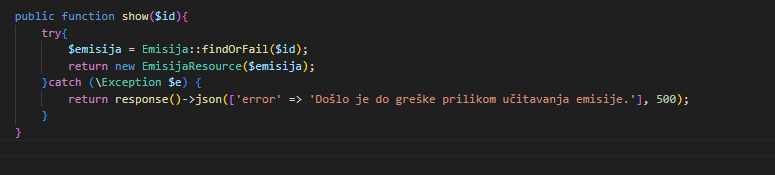 public function show($id){
try{
$emisija = Emisija::findOrFail($id);
return new EmisijaResource($emisija);
}catch (\Exception $e) {
return response()->json(['error' => 'Došlo je do greške prilikom učitavanja emisije.'], 500);
}
}